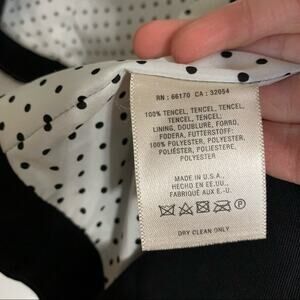 RN : 66170 CA : 32054
100% TENCEL, TENCEL,
TENCEL, TENCEL;
LINING, DOUBLURE, FORRO,
FODERA, FUTTERSTOFF:
100% POLYESTER, POLYESTER,
POLIÉSTER, POLIESTERE,
POLYESTER
MADE IN U.S.A.,
HECHO EN EE.UU.,
FABRIQUÉ AUX E.-U.
P
DRY CLEAN ONLY